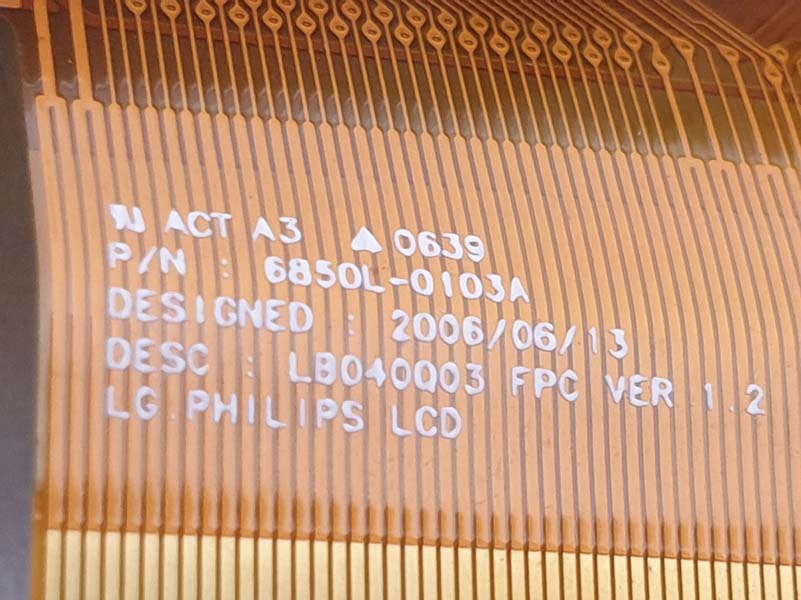 ACT A3 ▲ 0639
P/N : 6850L-0103A
DESIGNED : 2006/06/13
DESC : LB040Q03 FPC VER 1.2
LG.PHILIPS LCD